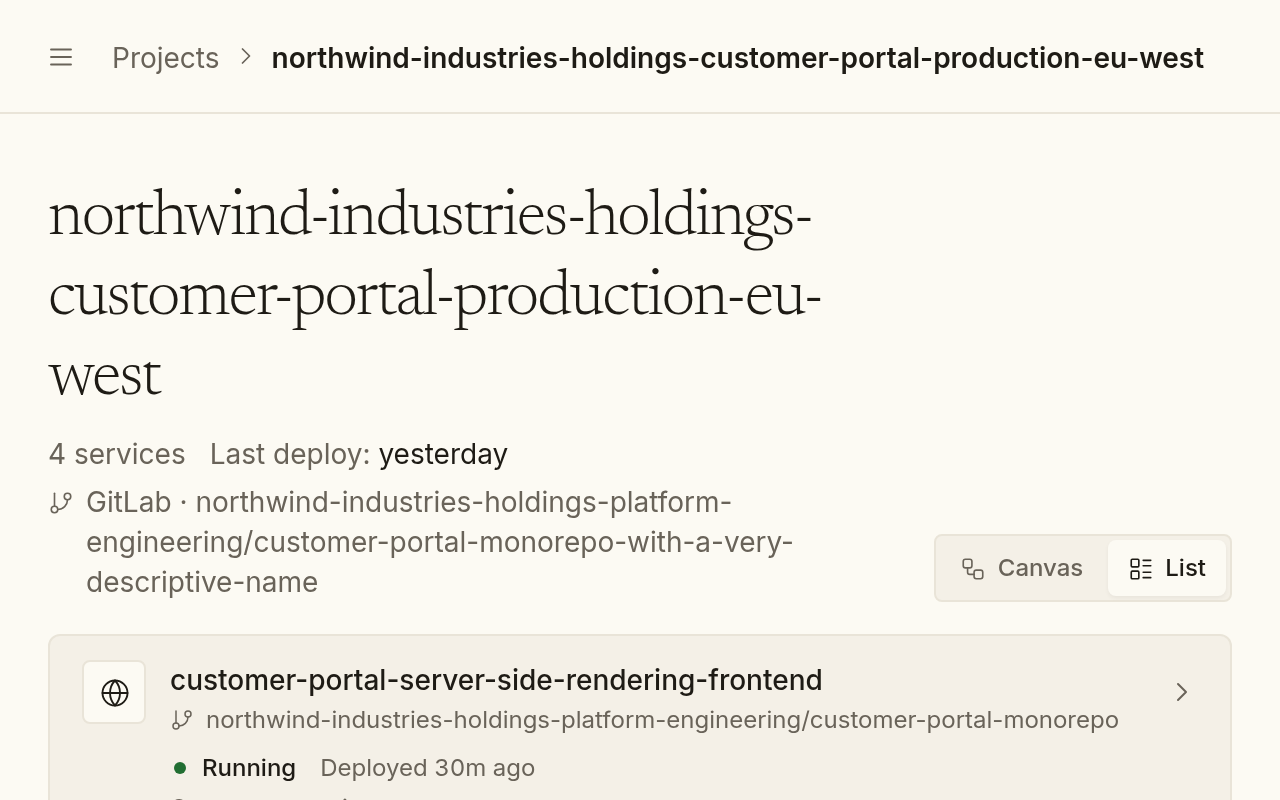 Projects northwind-industries-holdings-customer-portal-production-eu-west
northwind-industries-holdings-
customer-portal-production-eu-
west
4 services Last deploy: yesterday
GitLab · northwind-industries-holdings-platform-
engineering/customer-portal-monorepo-with-a-very-
descriptive-name
Canvas List
customer-portal-server-side-rendering-frontend
northwind-industries-holdings-platform-engineering/customer-portal-monorepo
Running Deployed 30m ago